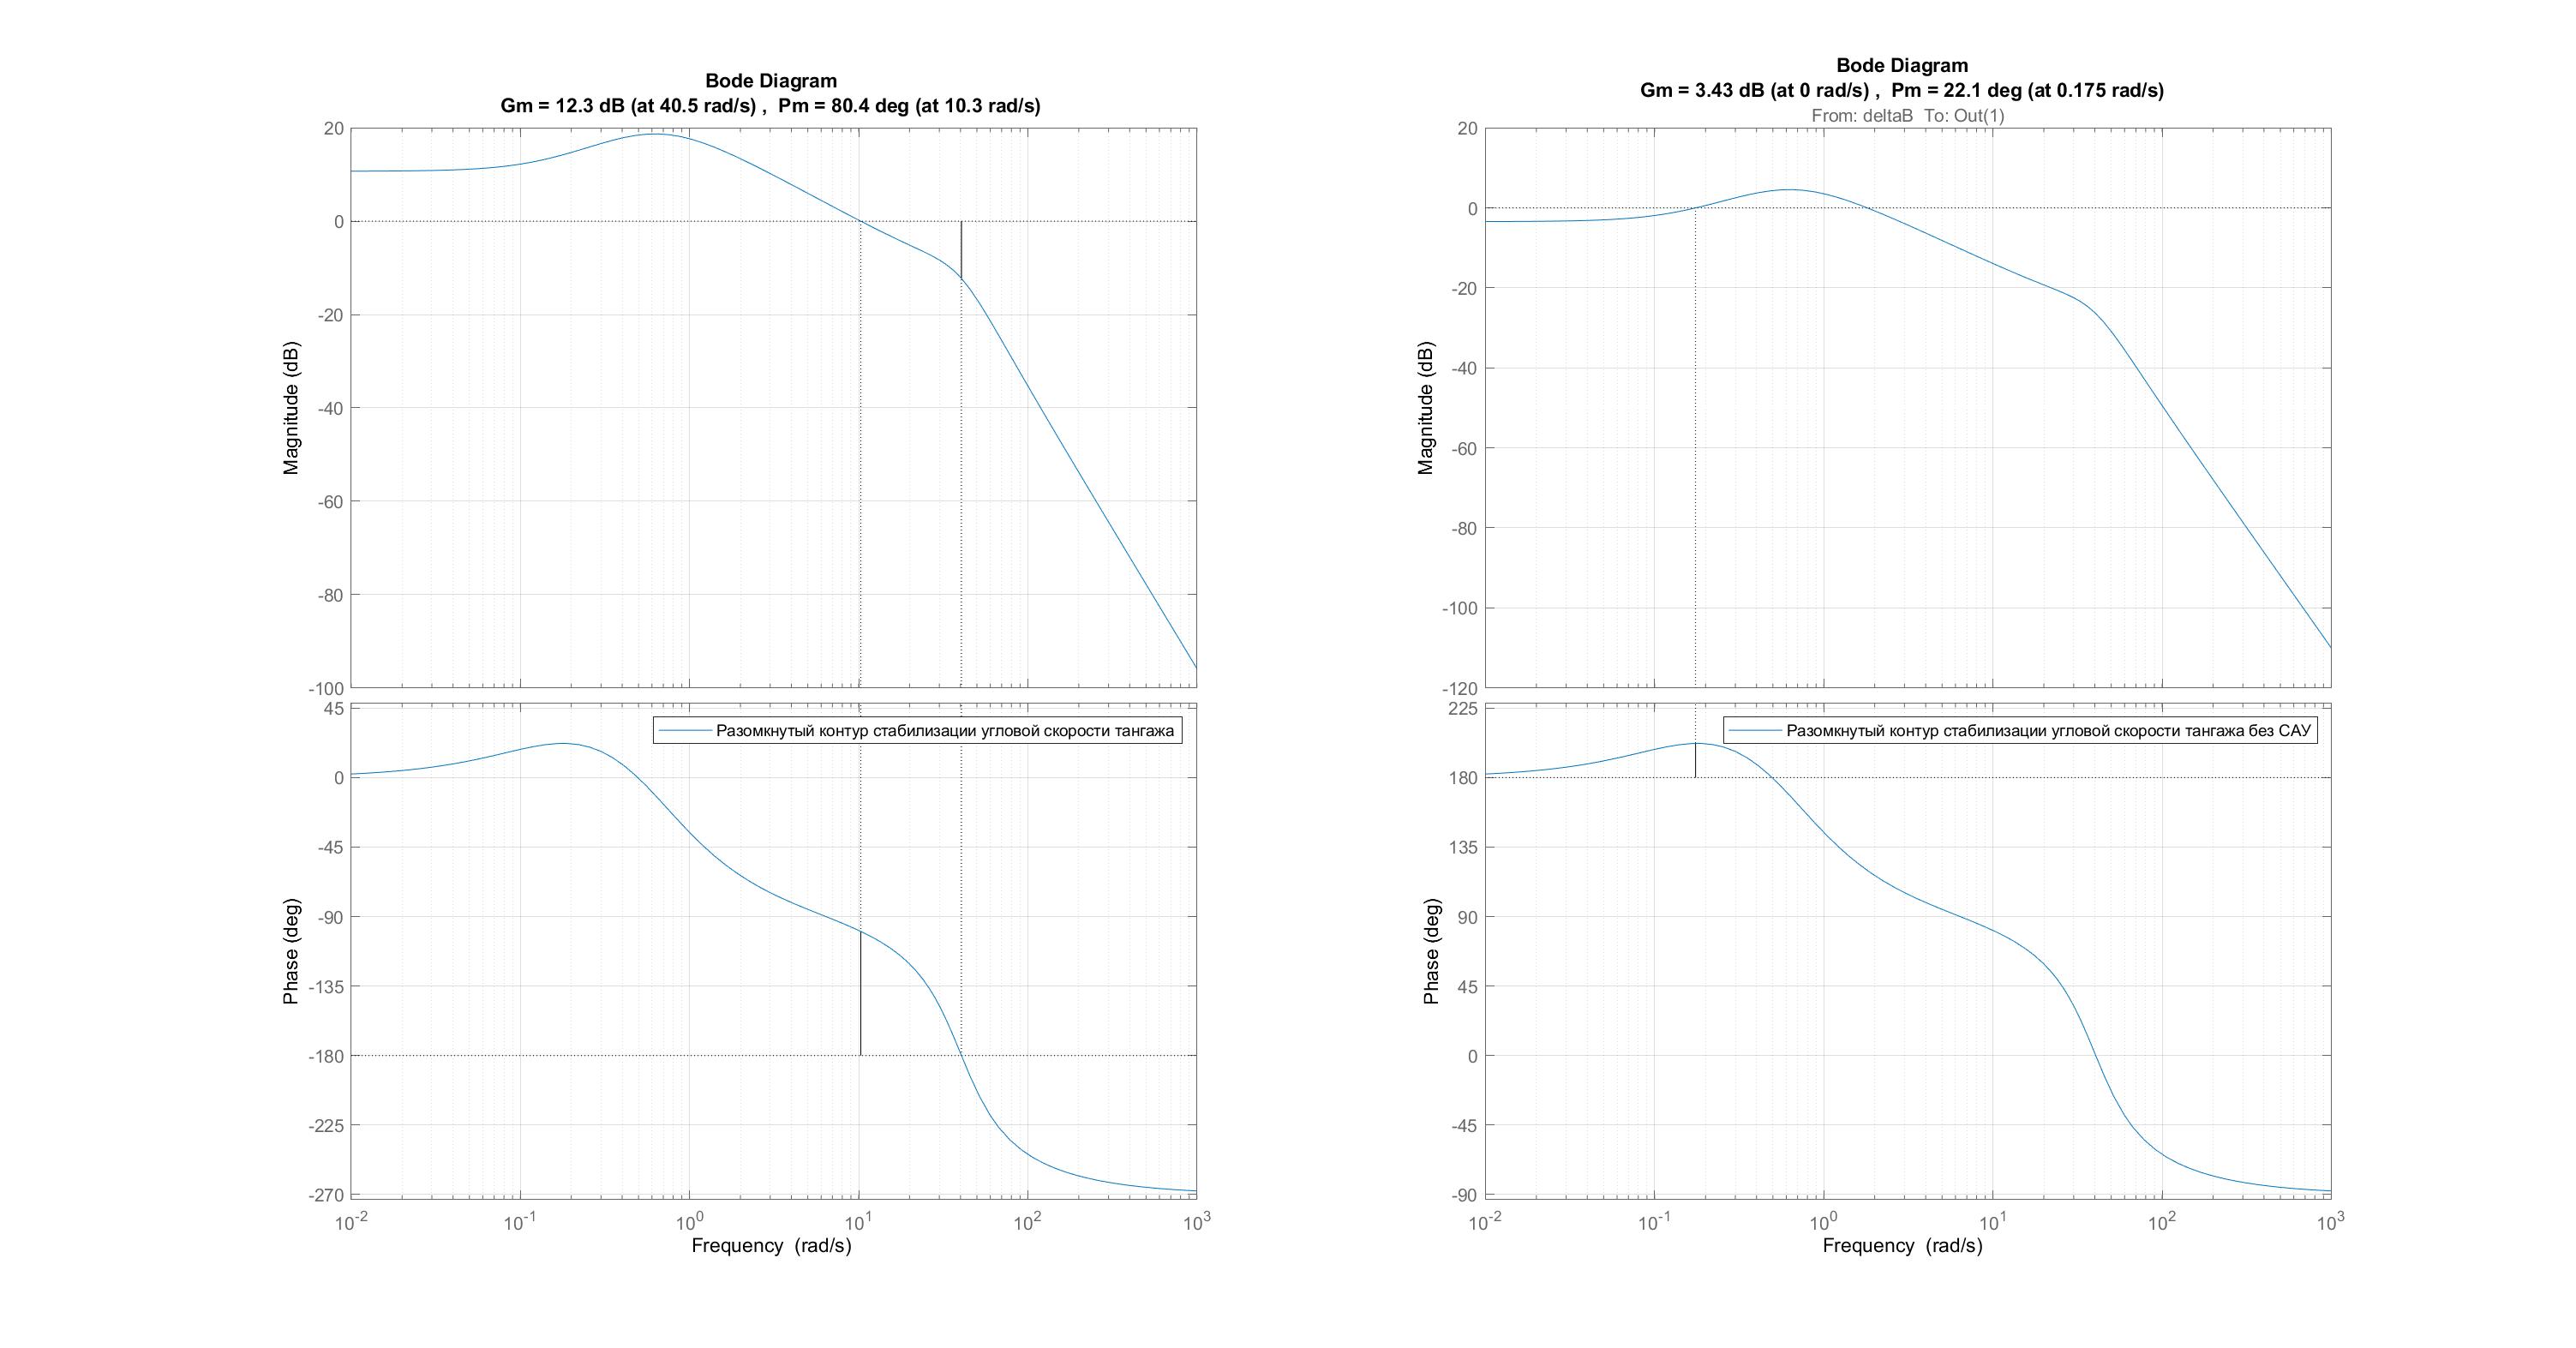 Bode Diagram
Gm = 12.3 dB (at 40.5 rad/s) ,  Pm = 80.4 deg (at 10.3 rad/s)
20
0
-20
-40
-60
-80
-100
Magnitude (dB)
45
0
-45
-90
-135
-180
-225
-270
Phase (deg)
Разомкнутый контур стабилизации угловой скорости тангажа
10^-2 10^-1 10^0 10^1 10^2 10^3
Frequency  (rad/s)
Bode Diagram
Gm = 3.43 dB (at 0 rad/s) ,  Pm = 22.1 deg (at 0.175 rad/s)
From: deltaB  To: Out(1)
20
0
-20
-40
-60
-80
-100
-120
Magnitude (dB)
225
180
135
90
45
0
-45
-90
Phase (deg)
Разомкнутый контур стабилизации угловой скорости тангажа без САУ
10^-2 10^-1 10^0 10^1 10^2 10^3
Frequency  (rad/s)